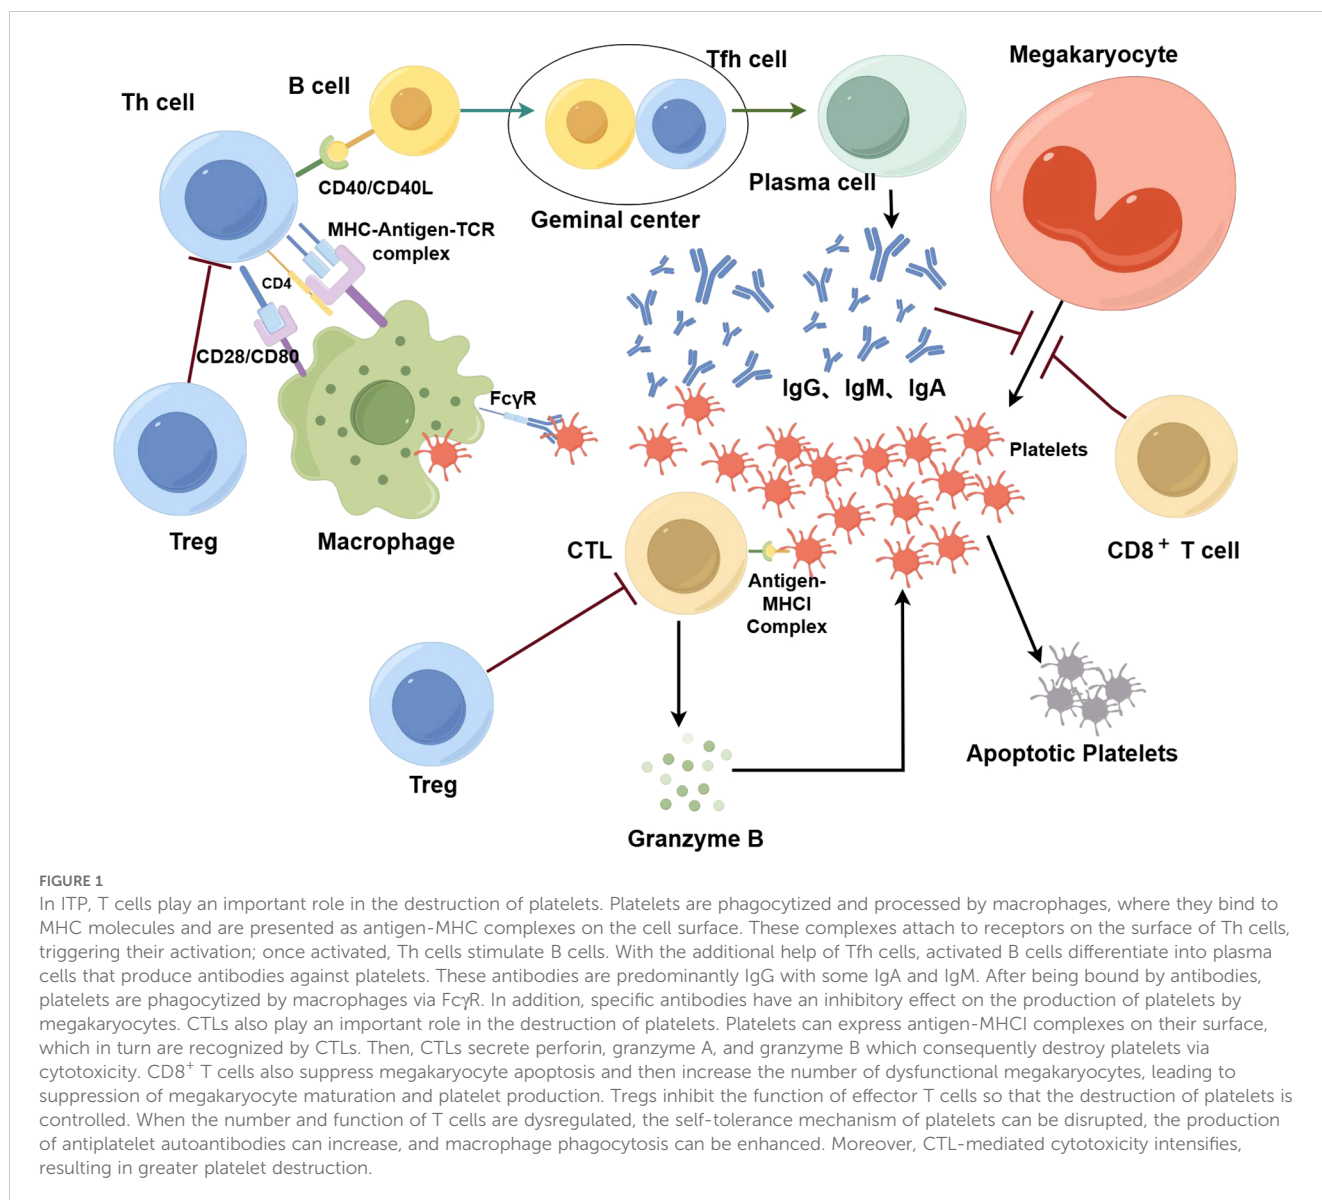 Th cell
B cell
Tfh cell
Megakaryocyte
CD40/CD40L
Plasma cell
Geminal center
MHC-Antigen-TCR
complex
CD4
CD28/CD80
IgG、IgM、IgA
FcγR
Platelets
Treg
Macrophage
CTL
CD8⁺ T cell
Antigen-
MHCI
Complex
Apoptotic Platelets
Treg
Granzyme B
FIGURE 1
In ITP, T cells play an important role in the destruction of platelets. Platelets are phagocytized and processed by macrophages, where they bind to
MHC molecules and are presented as antigen-MHC complexes on the cell surface. These complexes attach to receptors on the surface of Th cells,
triggering their activation; once activated, Th cells stimulate B cells. With the additional help of Tfh cells, activated B cells differentiate into plasma
cells that produce antibodies against platelets. These antibodies are predominantly IgG with some IgA and IgM. After being bound by antibodies,
platelets are phagocytized by macrophages via FcγR. In addition, specific antibodies have an inhibitory effect on the production of platelets by
megakaryocytes. CTLs also play an important role in the destruction of platelets. Platelets can express antigen-MHCI complexes on their surface,
which in turn are recognized by CTLs. Then, CTLs secrete perforin, granzyme A, and granzyme B which consequently destroy platelets via
cytotoxicity. CD8⁺ T cells also suppress megakaryocyte apoptosis and then increase the number of dysfunctional megakaryocytes, leading to
suppression of megakaryocyte maturation and platelet production. Tregs inhibit the function of effector T cells so that the destruction of platelets is
controlled. When the number and function of T cells are dysregulated, the self-tolerance mechanism of platelets can be disrupted, the production
of antiplatelet autoantibodies can increase, and macrophage phagocytosis can be enhanced. Moreover, CTL-mediated cytotoxicity intensifies,
resulting in greater platelet destruction.